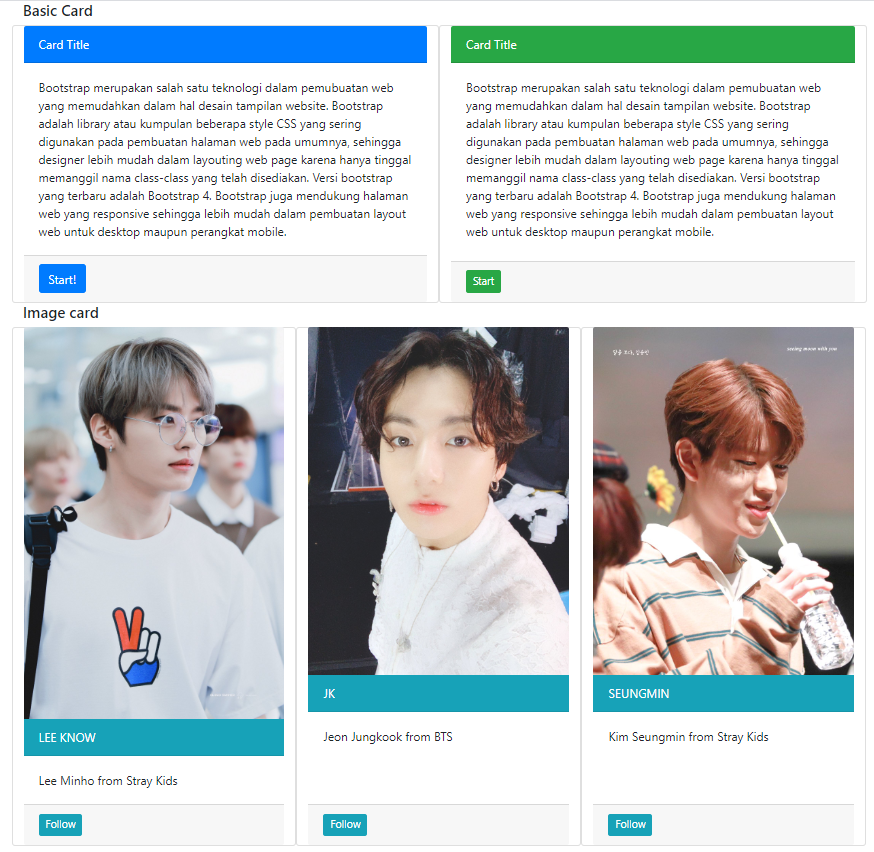 Basic Card
Card Title
Bootstrap merupakan salah satu teknologi dalam pemubuatan web
yang memudahkan dalam hal desain tampilan website. Bootstrap
adalah library atau kumpulan beberapa style CSS yang sering
digunakan pada pembuatan halaman web pada umumnya, sehingga
designer lebih mudah dalam layouting web page karena hanya tinggal
memanggil nama class-class yang telah disediakan. Versi bootstrap
yang terbaru adalah Bootstrap 4. Bootstrap juga mendukung halaman
web yang responsive sehingga lebih mudah dalam pembuatan layout
web untuk desktop maupun perangkat mobile.
Start!
Card Title
Bootstrap merupakan salah satu teknologi dalam pemubuatan web
yang memudahkan dalam hal desain tampilan website. Bootstrap
adalah library atau kumpulan beberapa style CSS yang sering
digunakan pada pembuatan halaman web pada umumnya, sehingga
designer lebih mudah dalam layouting web page karena hanya tinggal
memanggil nama class-class yang telah disediakan. Versi bootstrap
yang terbaru adalah Bootstrap 4. Bootstrap juga mendukung halaman
web yang responsive sehingga lebih mudah dalam pembuatan layout
web untuk desktop maupun perangkat mobile.
Start
Image card
LEE KNOW
Lee Minho from Stray Kids
Follow
JK
Jeon Jungkook from BTS
Follow
seeing moon with you
SEUNGMIN
Kim Seungmin from Stray Kids
Follow